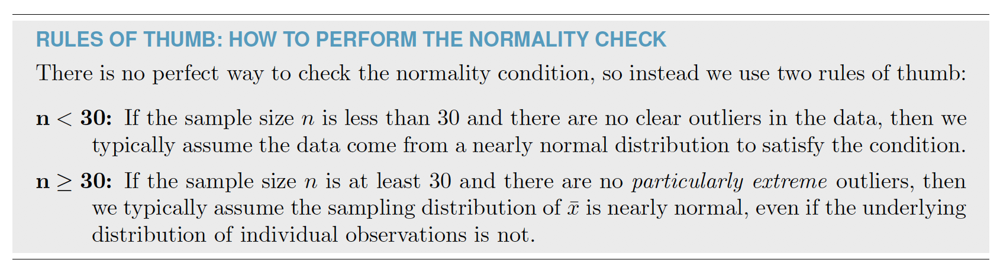 RULES OF THUMB: HOW TO PERFORM THE NORMALITY CHECK
There is no perfect way to check the normality condition, so instead we use two rules of thumb:
n < 30: If the sample size n is less than 30 and there are no clear outliers in the data, then we
typically assume the data come from a nearly normal distribution to satisfy the condition.
n ≥ 30: If the sample size n is at least 30 and there are no particularly extreme outliers, then
we typically assume the sampling distribution of x̄ is nearly normal, even if the underlying
distribution of individual observations is not.